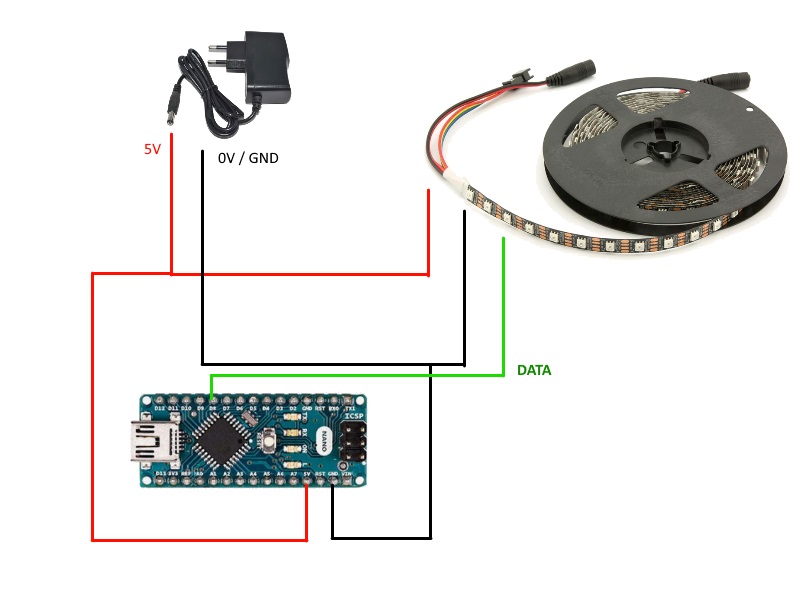 5V
0V / GND
DATA
D12 D11 D10 D9 D8 D7 D6 D5 D4 D3 D2 GND RST RX0 TX1
ICSP
NANO
D13 3V3 REF A0 A1 A2 A3 A4 A5 A6 A7 5V RST GND VIN